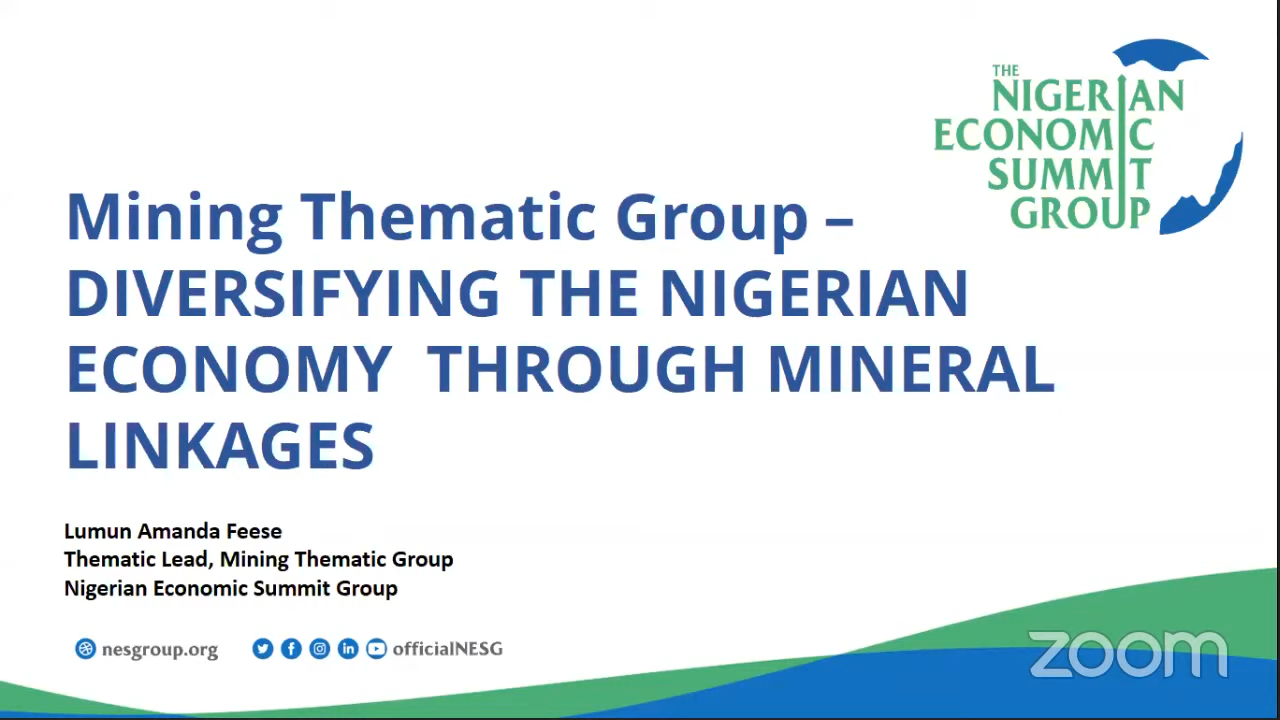 THE
NIGERIAN
ECONOMIC
SUMMIT
GROUP
Mining Thematic Group –
DIVERSIFYING THE NIGERIAN
ECONOMY THROUGH MINERAL
LINKAGES
Lumun Amanda Feese
Thematic Lead, Mining Thematic Group
Nigerian Economic Summit Group
nesgroup.org officialNESG
zoom